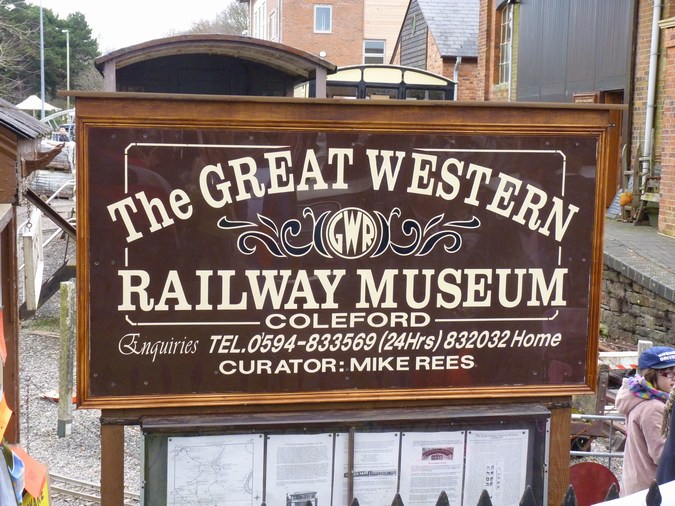 The GREAT WESTERN
GWR
RAILWAY MUSEUM
COLEFORD
Enquiries TEL. 0594-833569 (24Hrs) 832032 Home
CURATOR: MIKE REES